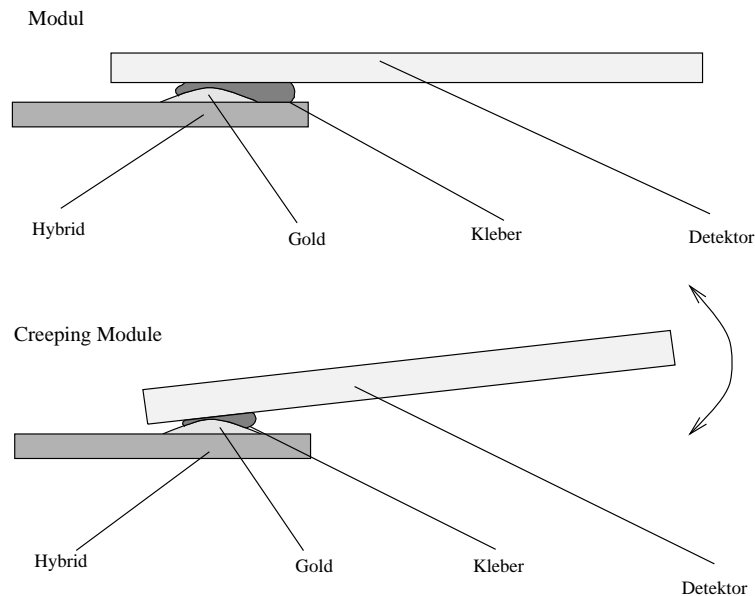 Modul
Hybrid
Gold
Kleber
Detektor
Creeping Module
Hybrid
Gold
Kleber
Detektor